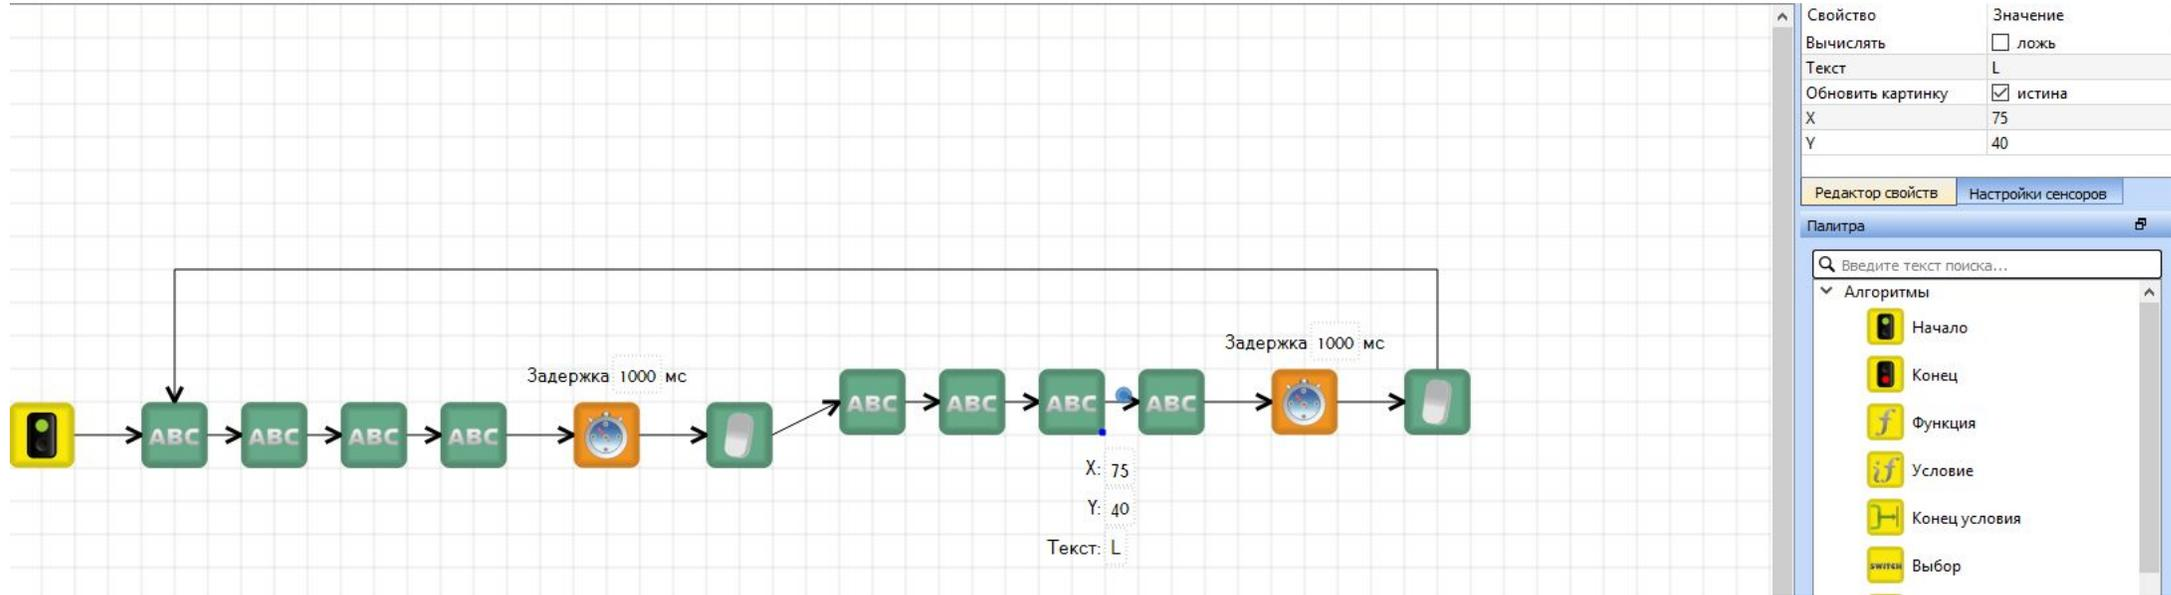 Свойство Значение
Вычислять ложь
Текст L
Обновить картинку истина
X 75
Y 40
Редактор свойств Настройки сенсоров
Палитра
Введите текст поиска...
Алгоритмы
Начало
Конец
Функция
Условие
Конец условия
SWITCH Выбор
Задержка 1000 мс
Задержка 1000 мс
ABC ABC ABC ABC
ABC ABC ABC ABC
X: 75
Y: 40
Текст: L
f
if